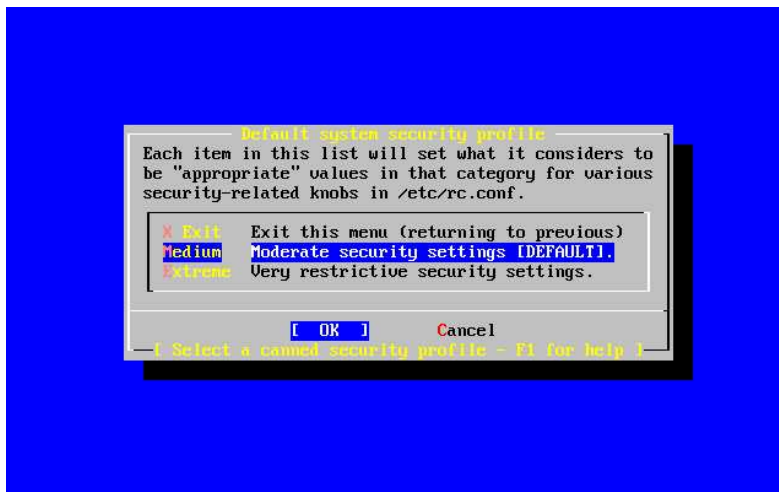 Default system security profile
Each item in this list will set what it considers to
be "appropriate" values in that category for various
security-related knobs in /etc/rc.conf.
X Exit Exit this menu (returning to previous)
Medium Moderate security settings [DEFAULT].
Extreme Very restrictive security settings.
[ OK ] Cancel
[ Select a canned security profile - F1 for help ]